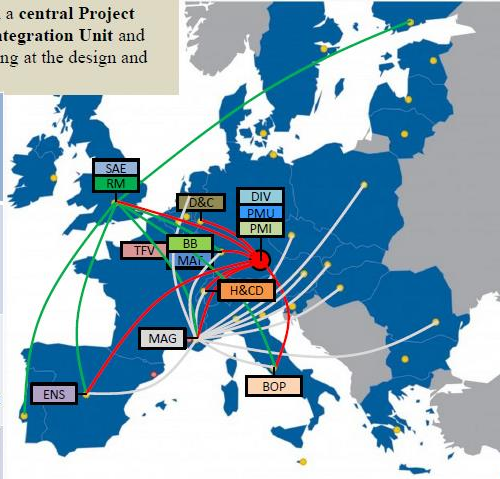 a central Project
ntegration Unit and
ng at the design and
SAE
RM
D&C
DIV
PMU
PMI
TFV
BB
MAT
H&CD
MAG
ENS
BOP